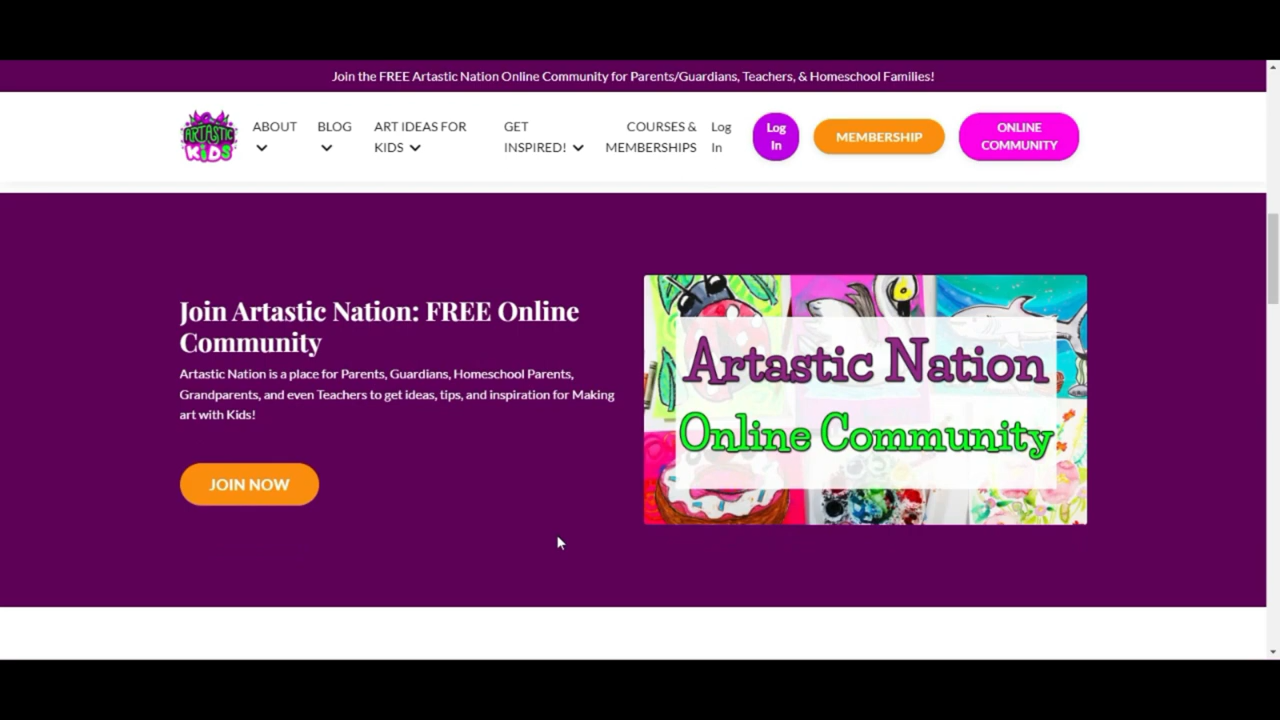 Join the FREE Artastic Nation Online Community for Parents/Guardians, Teachers, & Homeschool Families!
ARTASTIC
KiDS
ABOUT
BLOG
ART IDEAS FOR
KIDS
GET
INSPIRED!
COURSES &
MEMBERSHIPS
Log
In
Log
In
MEMBERSHIP
ONLINE
COMMUNITY
Join Artastic Nation: FREE Online
Community
Artastic Nation is a place for Parents, Guardians, Homeschool Parents,
Grandparents, and even Teachers to get ideas, tips, and inspiration for Making
art with Kids!
JOIN NOW
Artastic Nation
Online Community